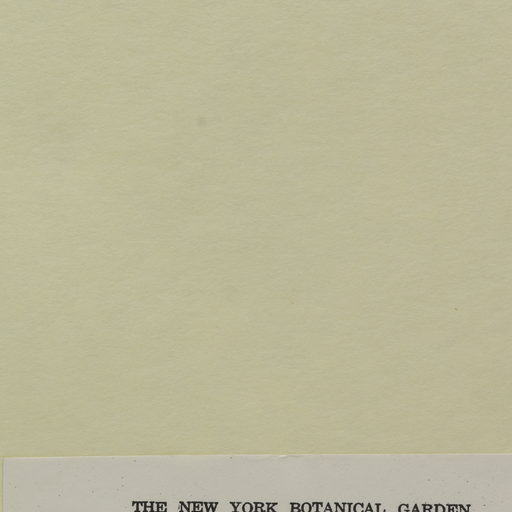 THE NEW YORK BOTANICAL GARDEN